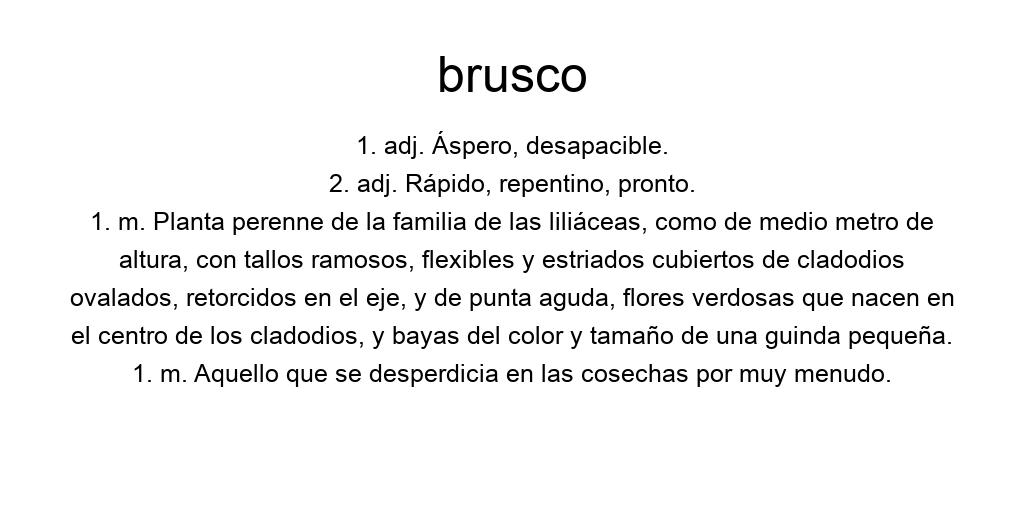 brusco
1. adj. Áspero, desapacible.
2. adj. Rápido, repentino, pronto.
1. m. Planta perenne de la familia de las liliáceas, como de medio metro de
altura, con tallos ramosos, flexibles y estriados cubiertos de cladodios
ovalados, retorcidos en el eje, y de punta aguda, flores verdosas que nacen en
el centro de los cladodios, y bayas del color y tamaño de una guinda pequeña.
1. m. Aquello que se desperdicia en las cosechas por muy menudo.